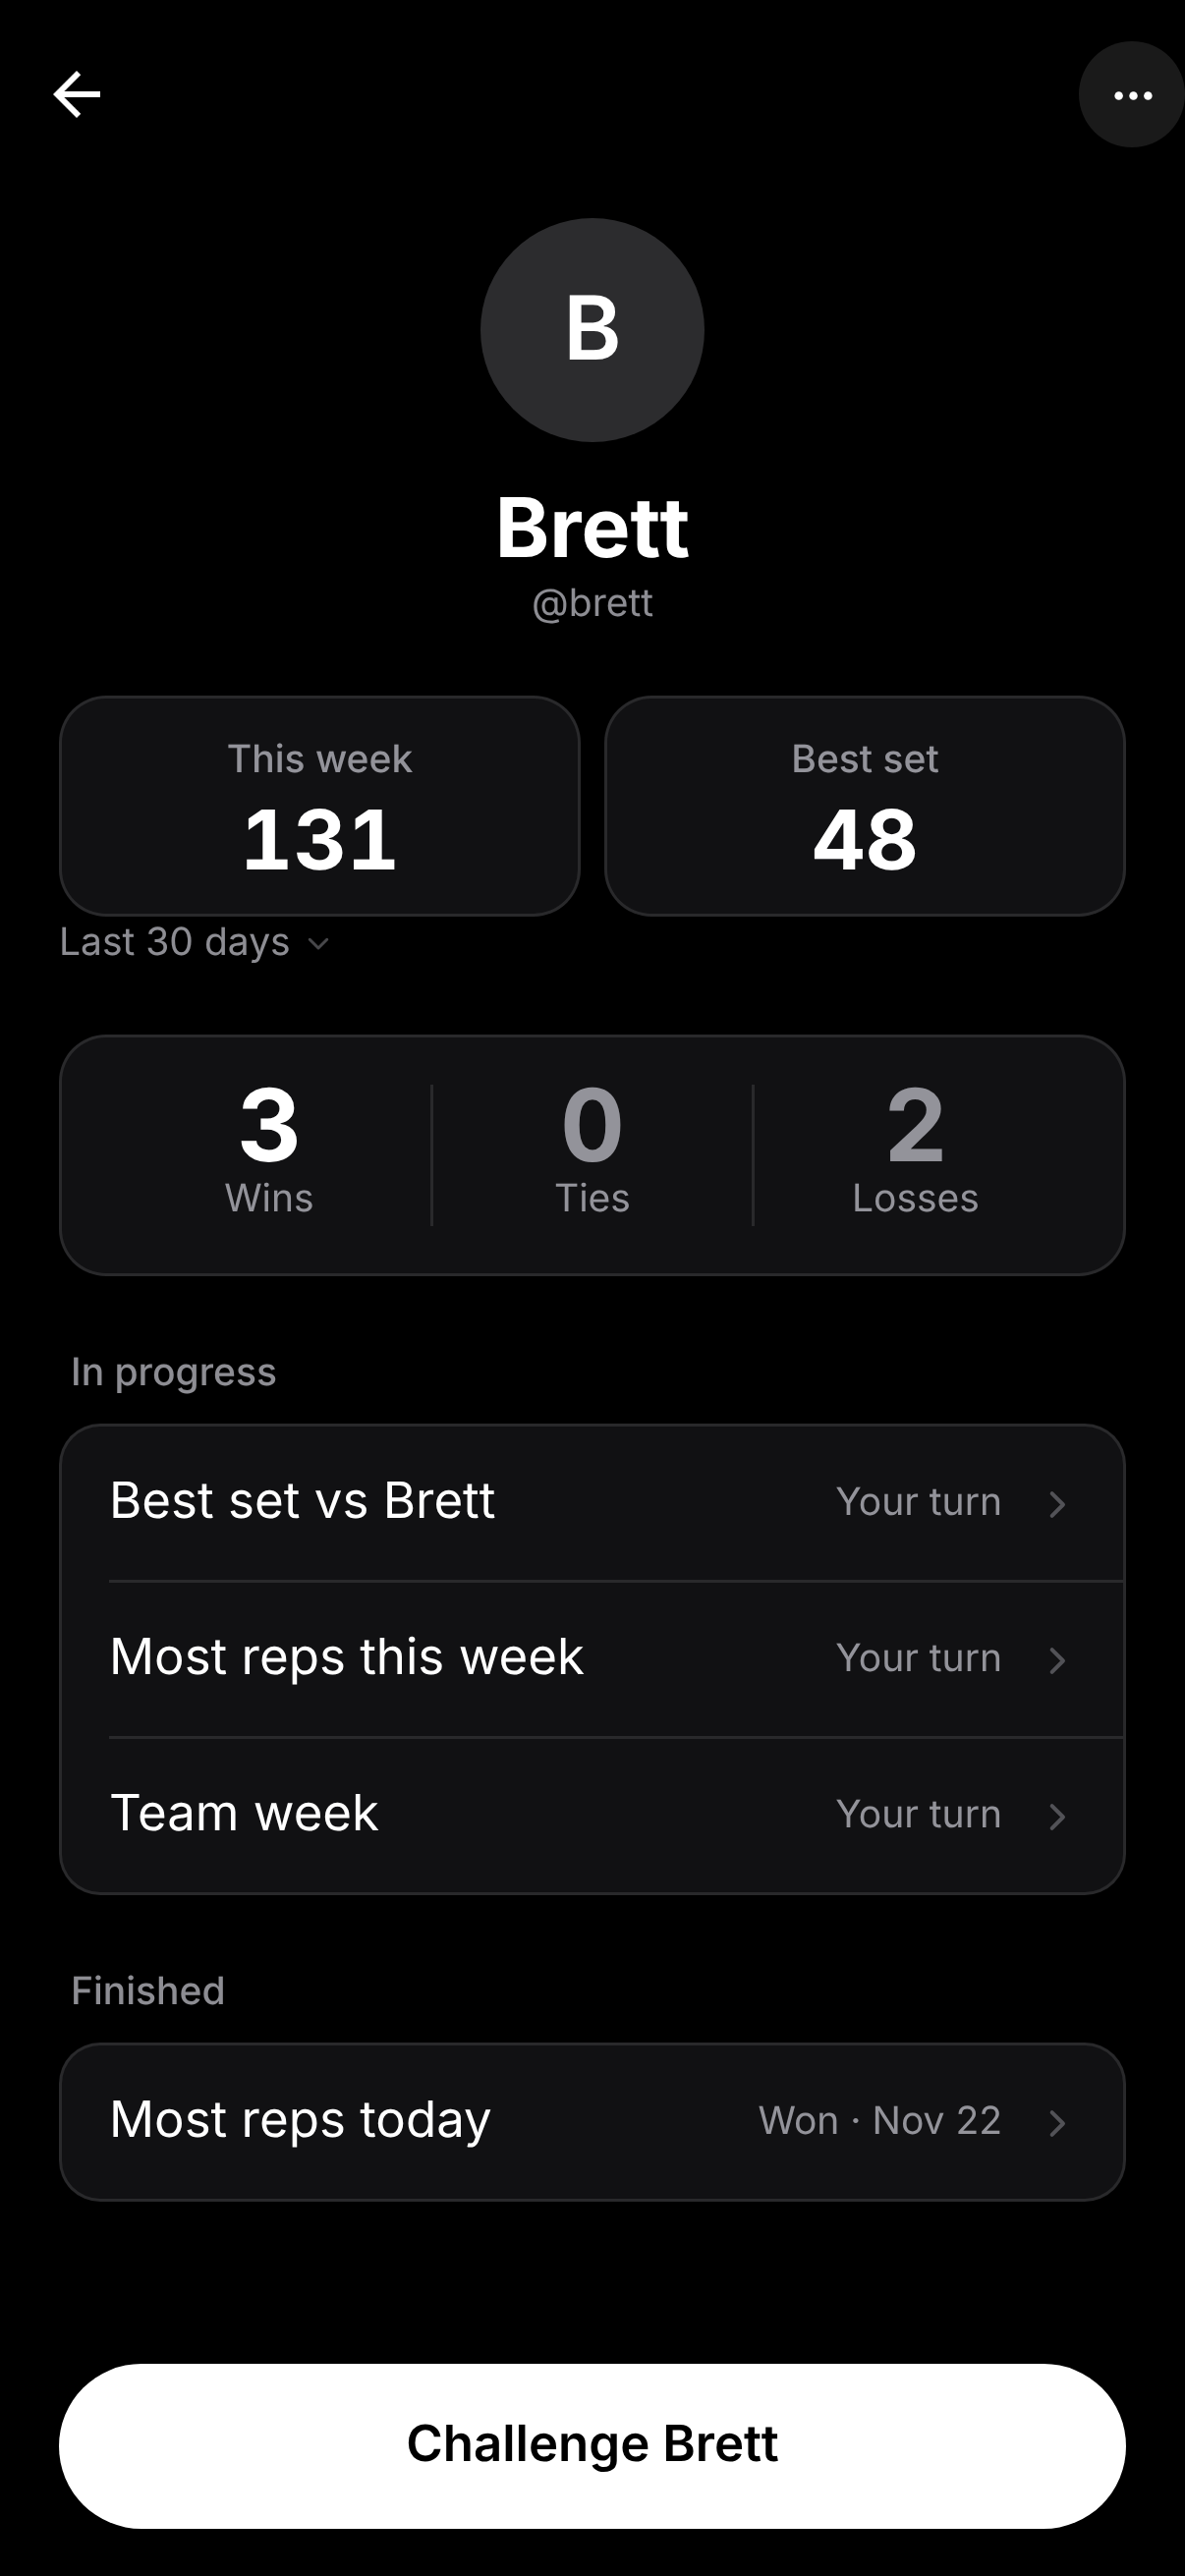 B
Brett
@brett
This week
131
Best set
48
Last 30 days
3
Wins
0
Ties
2
Losses
In progress
Best set vs Brett
Your turn
Most reps this week
Your turn
Team week
Your turn
Finished
Most reps today
Won · Nov 22
Challenge Brett